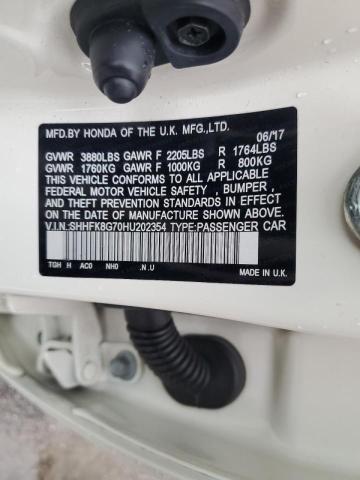 MFD.BY HONDA OF THE U.K. MFG.,LTD. 06/17
GVWR 3880LBS GAWR F 2205LBS R 1764LBS
GVWR 1760KG GAWR F 1000KG R 800KG
THIS VEHICLE CONFORMS TO ALL APPLICABLE
FEDERAL MOTOR VEHICLE SAFETY , BUMPER ,
AND THEFT PREVENTION STANDARDS IN EFFECT
ON THE DATE OF MANUFACTURE SHOWN ABOVE.
V.I.N.:SHHFK8G70HU202354 TYPE:PASSENGER CAR
TGH H AC0 NH0 .N.U
MADE IN U.K.